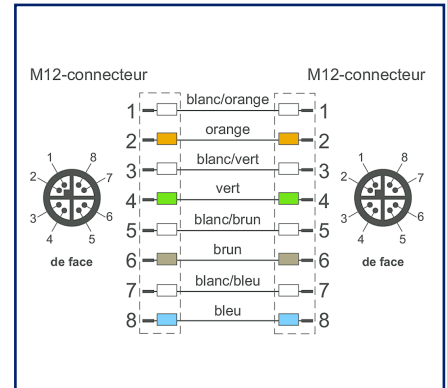 M12-connecteur M12-connecteur
1 blanc/orange 1
2 orange 2
3 blanc/vert 3
4 vert 4
5 blanc/brun 5
6 brun 6
7 blanc/bleu 7
8 bleu 8
1 8
2 7
3 6
4 5
de face
1 8
2 7
3 6
4 5
de face